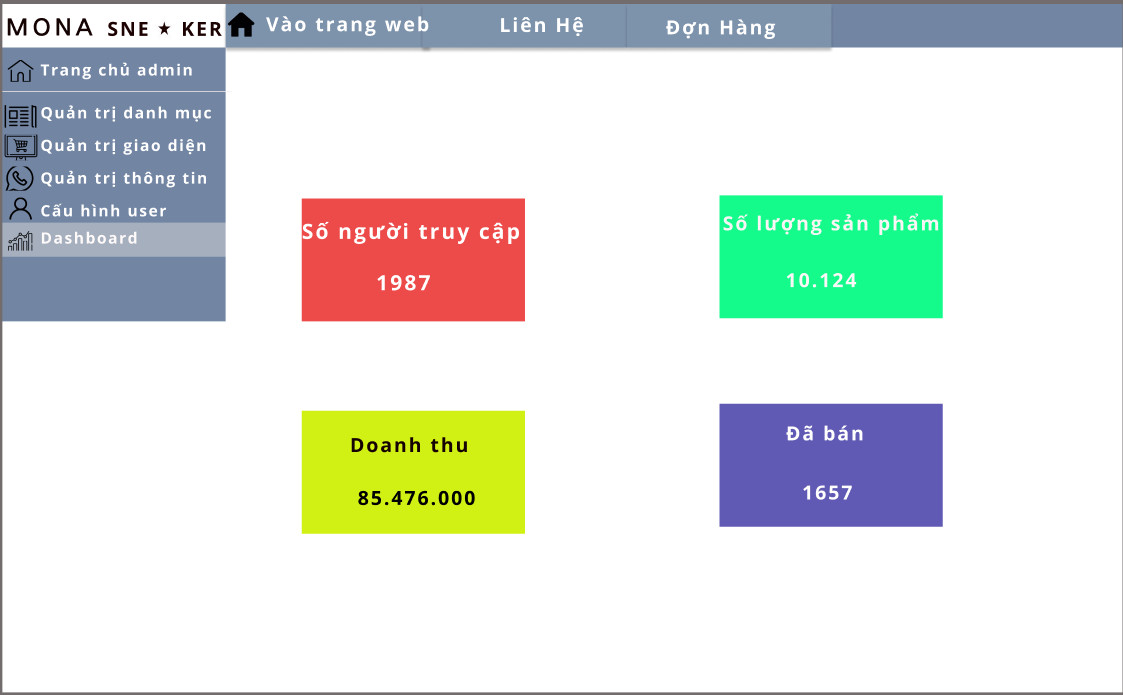 MONA SNE ★ KER
Vào trang web
Liên Hệ
Đợn Hàng
Trang chủ admin
Quản trị danh mục
Quản trị giao diện
Quản trị thông tin
Cấu hình user
Dashboard
Số người truy cập
1987
Số lượng sản phẩm
10.124
Doanh thu
85.476.000
Đã bán
1657